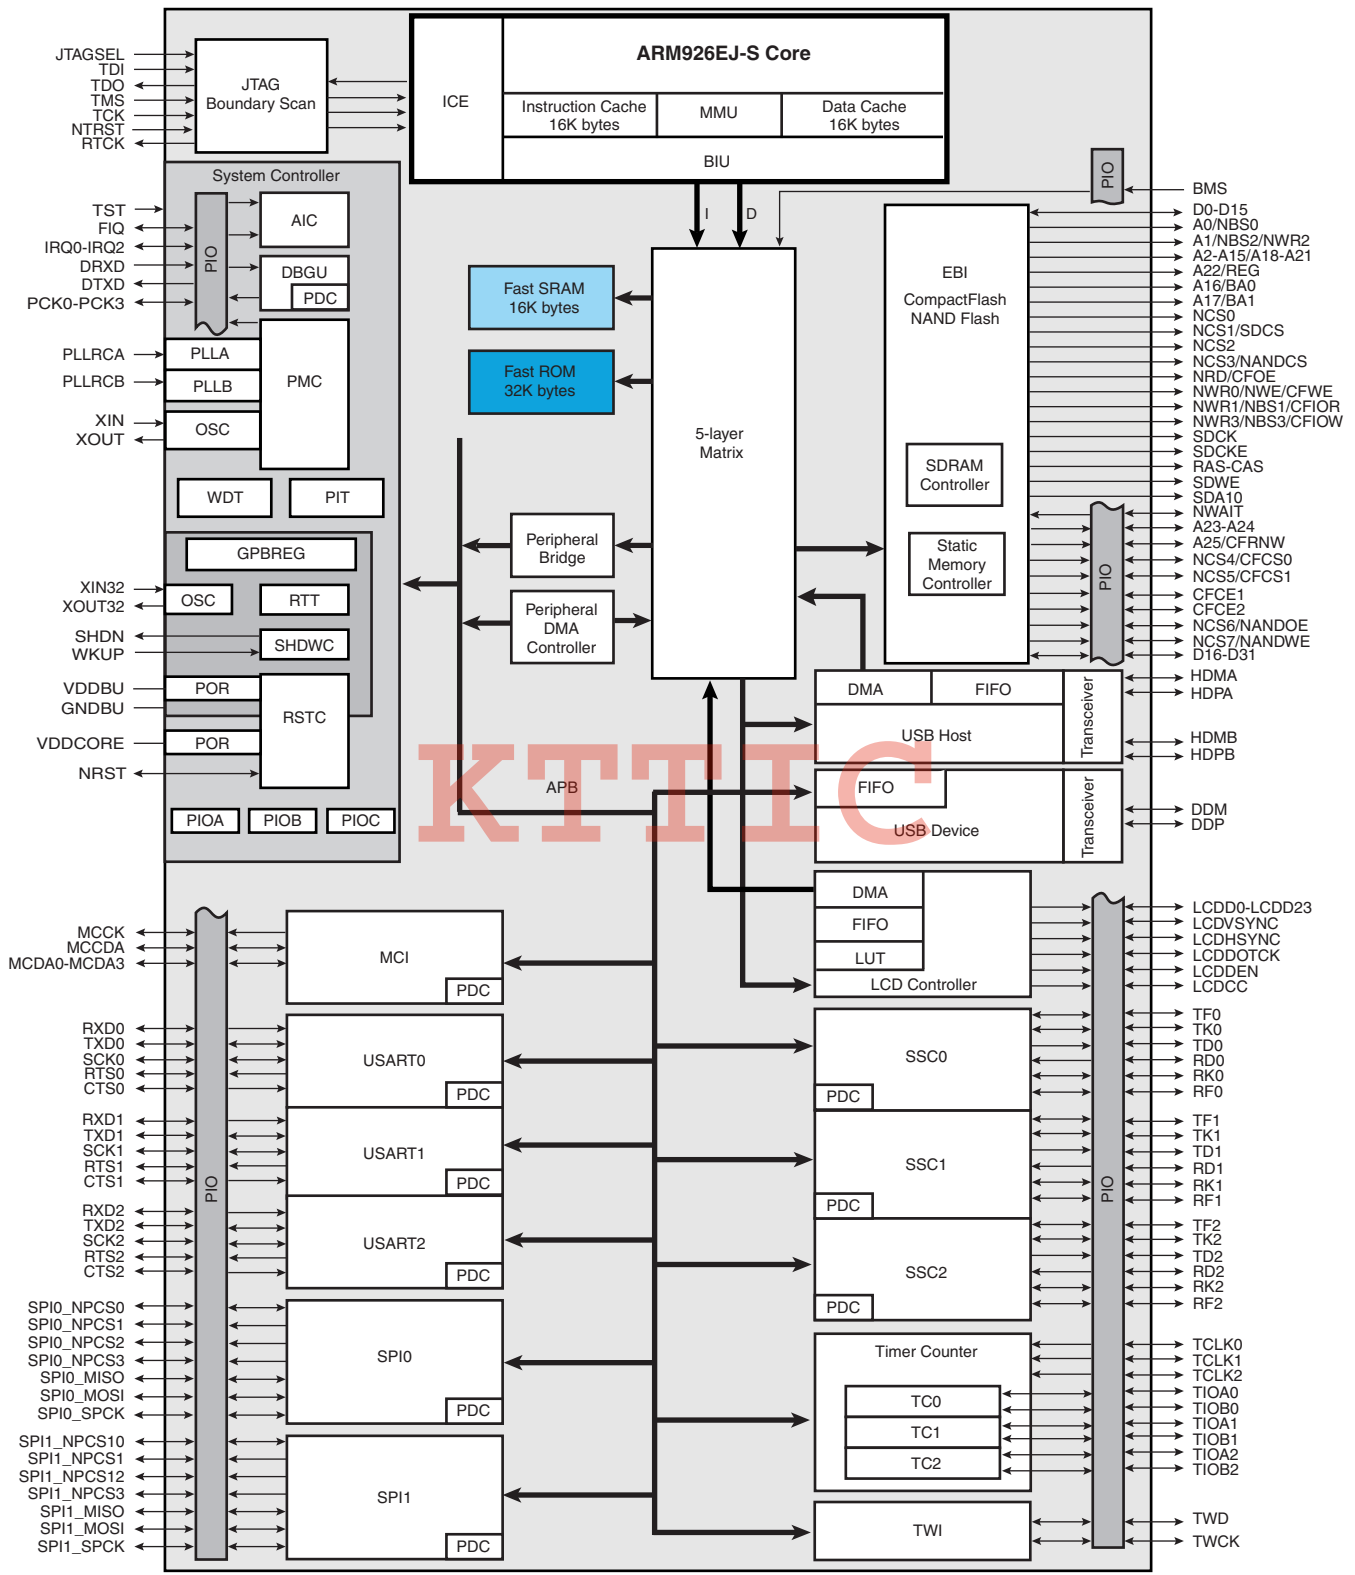 ARM926EJ-S Core
ICE
Instruction Cache
16K bytes
MMU
Data Cache
16K bytes
BIU
I
D
JTAGSEL
TDI
TDO
TMS
TCK
NTRST
RTCK
JTAG
Boundary Scan
System Controller
TST
FIQ
IRQ0-IRQ2
DRXD
DTXD
PCK0-PCK3
PIO
AIC
DBGU
PDC
PLLRCA
PLLRCB
XIN
XOUT
PLLA
PLLB
OSC
PMC
WDT
PIT
GPBREG
XIN32
XOUT32
OSC
RTT
SHDN
WKUP
SHDWC
VDDBU
GNDBU
VDDCORE
NRST
POR
POR
RSTC
PIOA
PIOB
PIOC
Fast SRAM
16K bytes
Fast ROM
32K bytes
5-layer
Matrix
Peripheral
Bridge
Peripheral
DMA
Controller
APB
PIO
BMS
EBI
CompactFlash
NAND Flash
SDRAM
Controller
Static
Memory
Controller
D0-D15
A0/NBS0
A1/NBS2/NWR2
A2-A15/A18-A21
A22/REG
A16/BA0
A17/BA1
NCS0
NCS1/SDCS
NCS2
NCS3/NANDCS
NRD/CFOE
NWR0/NWE/CFWE
NWR1/NBS1/CFIOR
NWR3/NBS3/CFIOW
SDCK
SDCKE
RAS-CAS
SDWE
SDA10
NWAIT
A23-A24
A25/CFRNW
NCS4/CFCS0
NCS5/CFCS1
CFCE1
CFCE2
NCS6/NANDOE
NCS7/NANDWE
D16-D31
PIO
DMA
FIFO
USB Host
Transceiver
HDMA
HDPA
HDMB
HDPB
FIFO
USB Device
Transceiver
DDM
DDP
KTTIC
DMA
FIFO
LUT
LCD Controller
LCDD0-LCDD23
LCDVSYNC
LCDHSYNC
LCDDOTCK
LCDDEN
LCDCC
MCCK
MCCDA
MCDA0-MCDA3
MCI
PDC
RXD0
TXD0
SCK0
RTS0
CTS0
USART0
PDC
RXD1
TXD1
SCK1
RTS1
CTS1
USART1
PDC
RXD2
TXD2
SCK2
RTS2
CTS2
USART2
PDC
PIO
SPI0_NPCS0
SPI0_NPCS1
SPI0_NPCS2
SPI0_NPCS3
SPI0_MISO
SPI0_MOSI
SPI0_SPCK
SPI0
PDC
SPI1_NPCS10
SPI1_NPCS1
SPI1_NPCS12
SPI1_NPCS3
SPI1_MISO
SPI1_MOSI
SPI1_SPCK
SPI1
PDC
SSC0
PDC
TF0
TK0
TD0
RD0
RK0
RF0
SSC1
PDC
TF1
TK1
TD1
RD1
RK1
RF1
PIO
SSC2
PDC
TF2
TK2
TD2
RD2
RK2
RF2
Timer Counter
TC0
TC1
TC2
TCLK0
TCLK1
TCLK2
TIOA0
TIOB0
TIOA1
TIOB1
TIOA2
TIOB2
TWI
TWD
TWCK